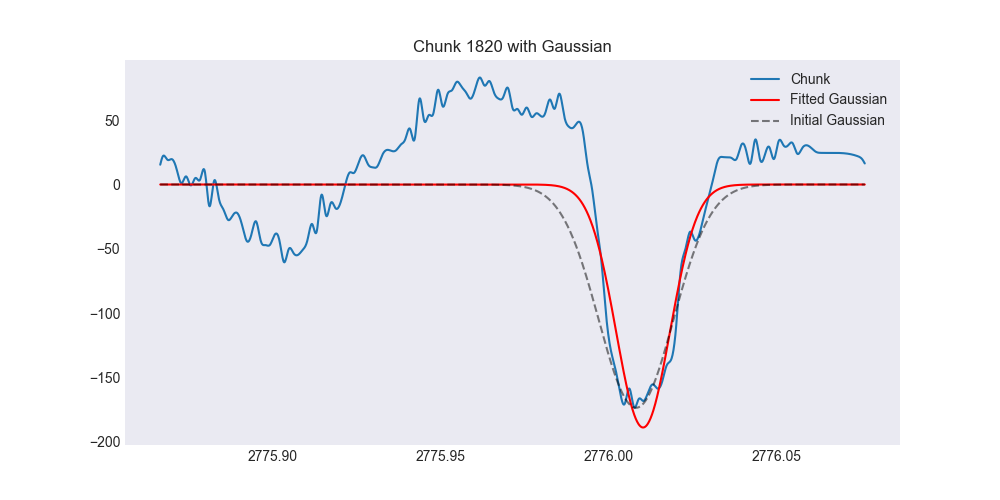 Chunk 1820 with Gaussian
Chunk
Fitted Gaussian
Initial Gaussian
50
0
−50
−100
−150
−200
2775.90
2775.95
2776.00
2776.05